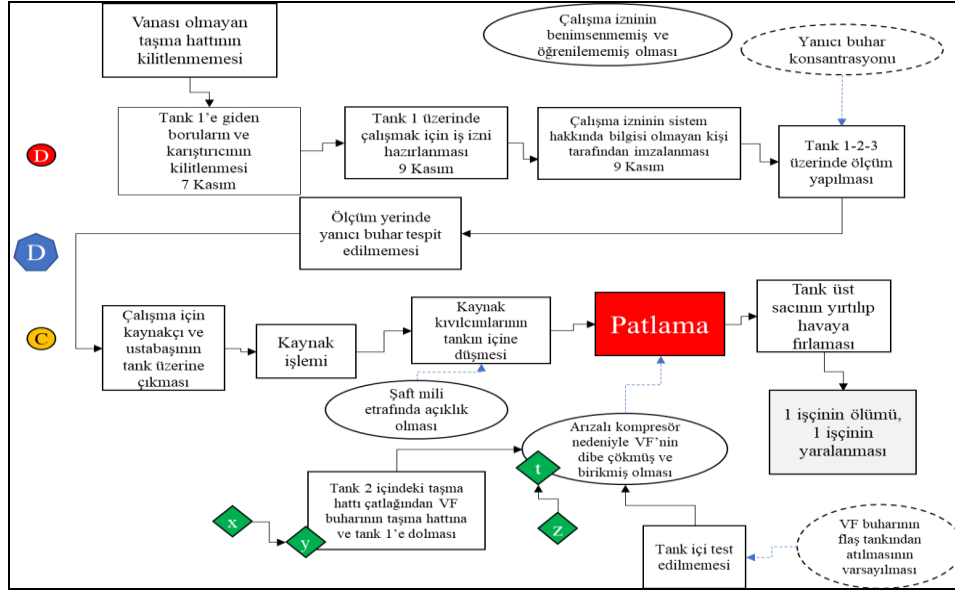 Vanası olmayan
taşma hattının
kilitlenmemesi
Çalışma izninin
benimsenmemiş ve
öğrenilememiş olması
Yanıcı buhar
konsantrasyonu
D
Tank 1’e giden
boruların ve
karıştırıcının
kilitlenmesi
7 Kasım
Tank 1 üzerinde
çalışmak için iş izni
hazırlanması
9 Kasım
Çalışma izninin sistem
hakkında bilgisi olmayan kişi
tarafından imzalanması
9 Kasım
Tank 1-2-3
üzerinde ölçüm
yapılması
D
Ölçüm yerinde
yanıcı buhar tespit
edilmemesi
C
Çalışma için
kaynakçı ve
ustabaşının
tank üzerine
çıkması
Kaynak
işlemi
Kaynak
kıvılcımlarının
tankın içine
düşmesi
Patlama
Tank üst
sacının yırtılıp
havaya
fırlaması
Şaft mili
etrafında açıklık
olması
Arızalı kompresör
nedeniyle VF’nin
dibe çökmüş ve
birikmiş olması
1 işçinin ölümü,
1 işçinin
yaralanması
t
x
y
Tank 2 içindeki taşma
hattı çatlağından VF
buharının taşma hattına
ve tank 1’e dolması
z
Tank içi test
edilmemesi
VF buharının
flaş tankından
atılmasının
varsayılması